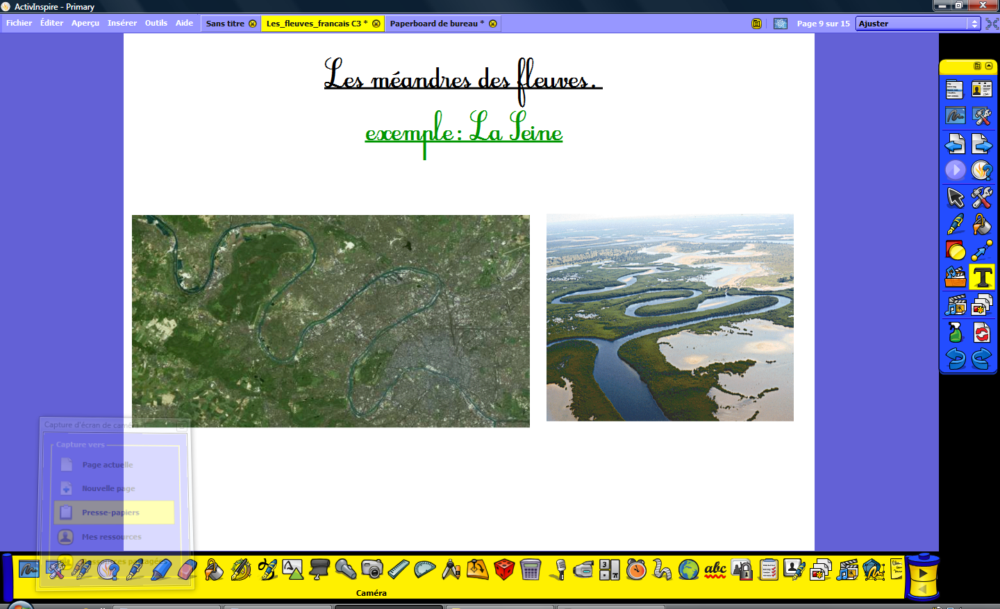 ActivInspire - Primary
Fichier Éditer Aperçu Insérer Outils Aide Sans titre Les_fleuves_francais C3 * Paperboard de bureau * Page 9 sur 15 Ajuster
Les méandres des fleuves.
exemple: La Seine
Capture d'écran de caméra
Capture vers
Page actuelle
Nouvelle page
Presse-papiers
Mes ressources
abc
Caméra